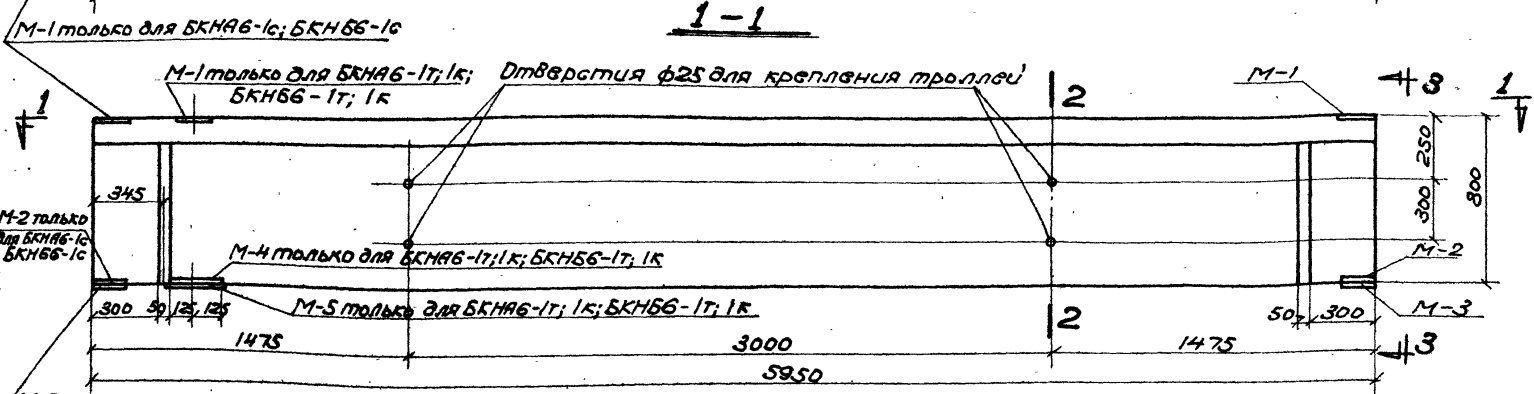 1-1
М-1 только для БКНА6-1с; БКНБ6-1с
М-1 только для БКНА6-1т; 1к;
БКНБ6-1т; 1к
Отверстия ф25 для крепления троллей
2
М-1
3
1
1
250
345
300
800
М-2 только
для БКНА6-1с
БКНБ6-1с
М-4 только для БКНА6-1т; 1к; БКНБ6-1т; 1к
М-2
300
50
125
125
М-5 только для БКНА6-1т; 1к; БКНБ6-1т; 1к
2
50
300
М-3
1475
3000
1475
3
5950